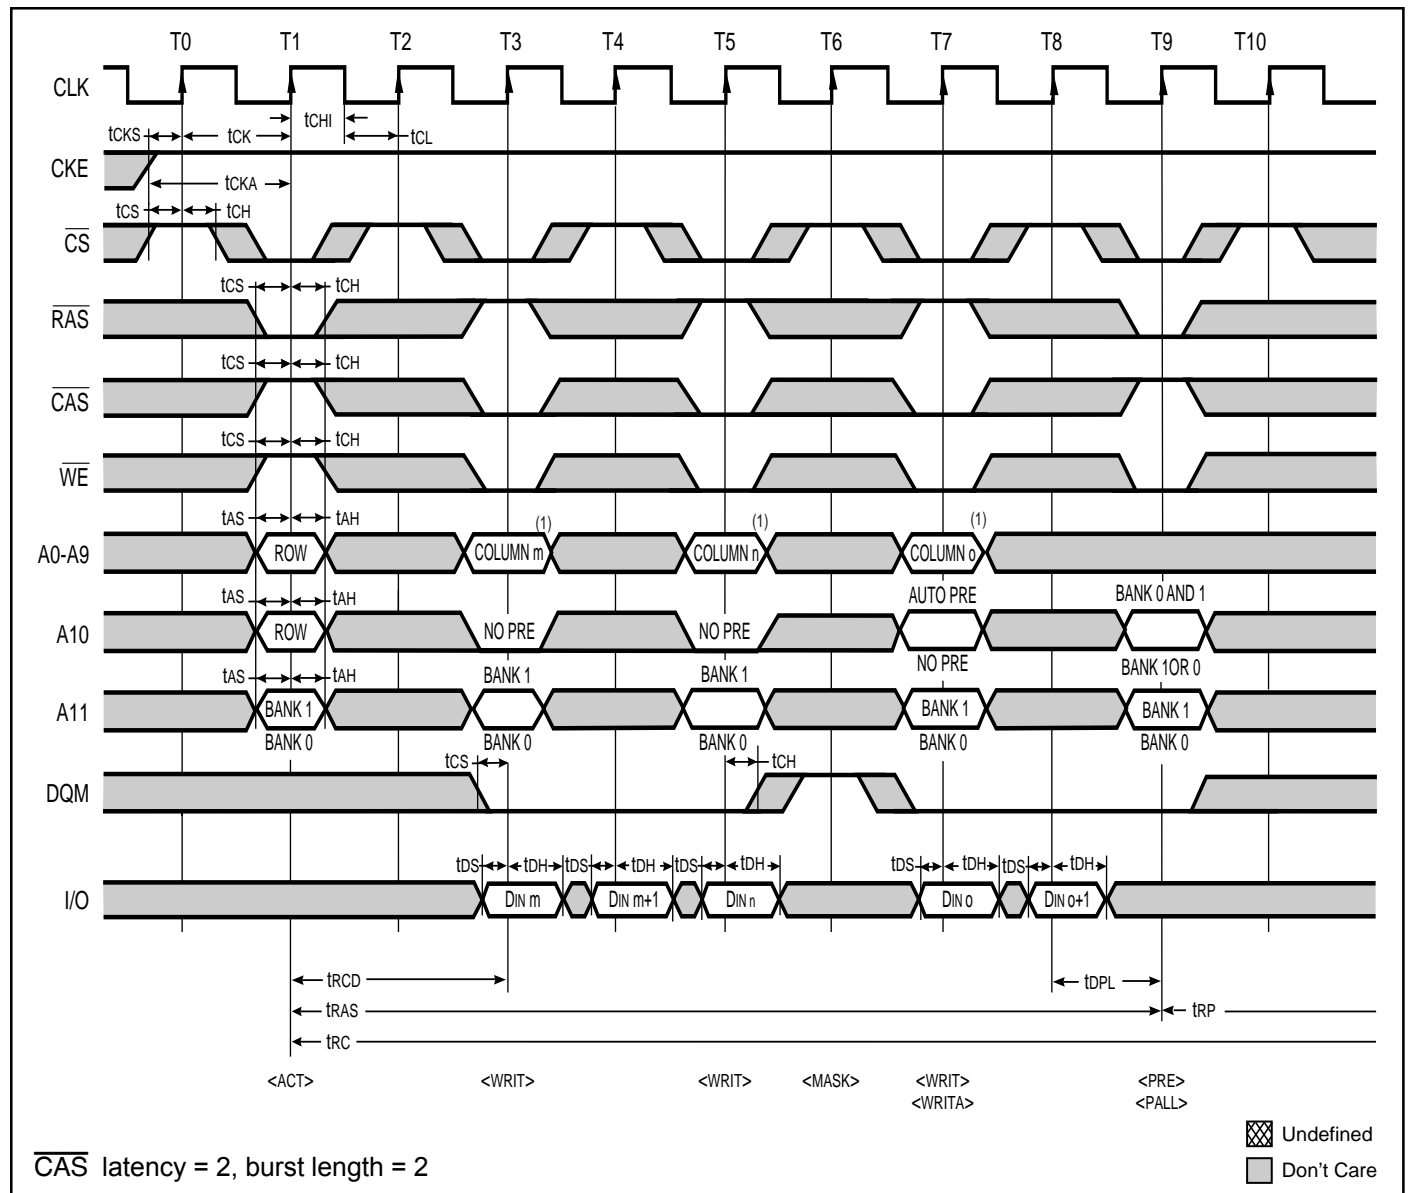 T0 T1 T2 T3 T4 T5 T6 T7 T8 T9 T10
CLK
tCHI
tCKS tCK tCL
CKE
tCKA
tCS tCH
CS
tCS tCH
RAS
tCS tCH
CAS
tCS tCH
WE
tAS tAH (1) (1) (1)
A0-A9 ROW COLUMN m COLUMN n COLUMN o
tAS tAH AUTO PRE BANK 0 AND 1
A10 ROW NO PRE NO PRE
NO PRE BANK 1OR 0
tAS tAH BANK 1 BANK 1
A11 BANK 1 BANK 1 BANK 1
BANK 0 BANK 0 BANK 0 BANK 0 BANK 0
tCS tCH
DQM
tDS tDH tDS tDH tDS tDH tDS tDH tDS tDH
I/O DIN m DIN m+1 DIN n DIN o DIN o+1
tRCD tDPL
tRAS tRP
tRC
<ACT> <WRIT> <WRIT> <MASK> <WRIT> <PRE>
<WRITA> <PALL>
Undefined
CAS latency = 2, burst length = 2
Don't Care